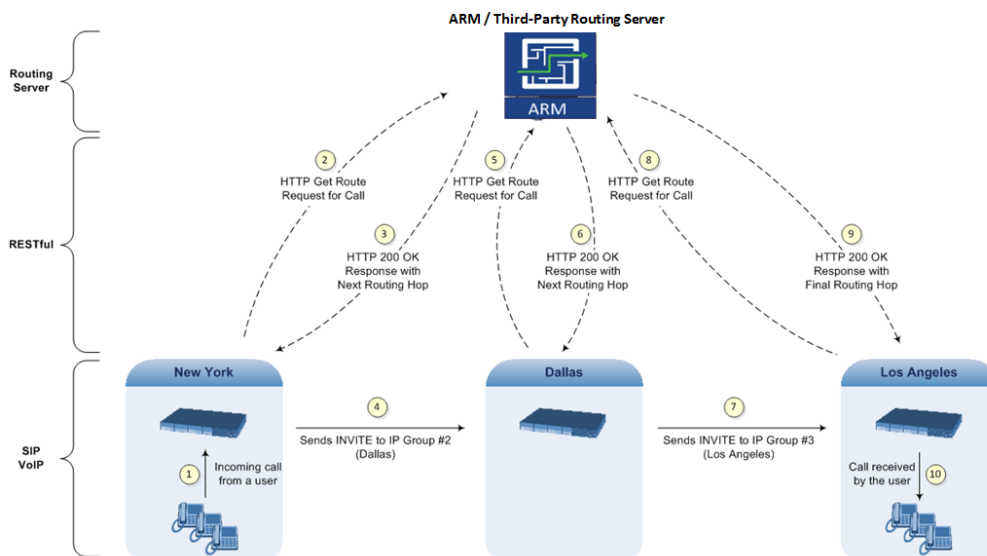 ARM / Third-Party Routing Server
Routing
Server
ARM
2
HTTP Get Route
Request for Call
5
HTTP Get Route
Request for Call
8
HTTP Get Route
Request for Call
RESTful
3
HTTP 200 OK
Response with
Next Routing Hop
6
HTTP 200 OK
Response with
Next Routing Hop
9
HTTP 200 OK
Response with
Final Routing Hop
New York
Dallas
Los Angeles
SIP
VoIP
4
Sends INVITE to IP Group #2
(Dallas)
7
Sends INVITE to IP Group #3
(Los Angeles)
1
Incoming call
from a user
Call received
by the user
10